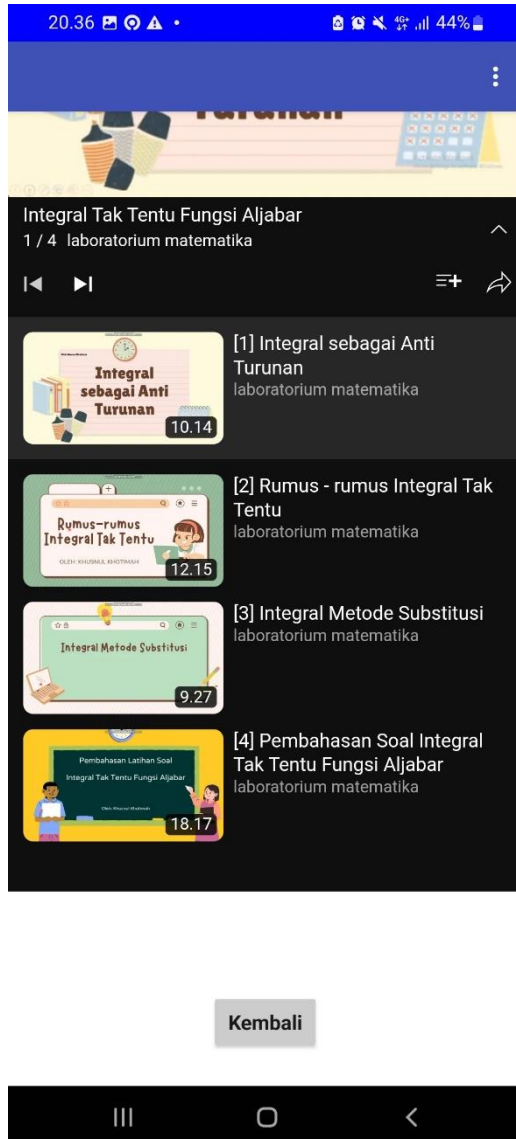 20.36
4G+ 44%
Turunan
Integral Tak Tentu Fungsi Aljabar
1 / 4 laboratorium matematika
Integral
sebagai Anti
Turunan
10.14
[1] Integral sebagai Anti
Turunan
laboratorium matematika
Rumus-rumus
Integral Tak Tentu
OLEH: KHUSNUL KHOTIMAH
12.15
[2] Rumus - rumus Integral Tak
Tentu
laboratorium matematika
Integral Metode Substitusi
9.27
[3] Integral Metode Substitusi
laboratorium matematika
Pembahasan Latihan Soal
Integral Tak Tentu Fungsi Aljabar
Oleh: Khusnul Khotimah
18.17
[4] Pembahasan Soal Integral
Tak Tentu Fungsi Aljabar
laboratorium matematika
Kembali